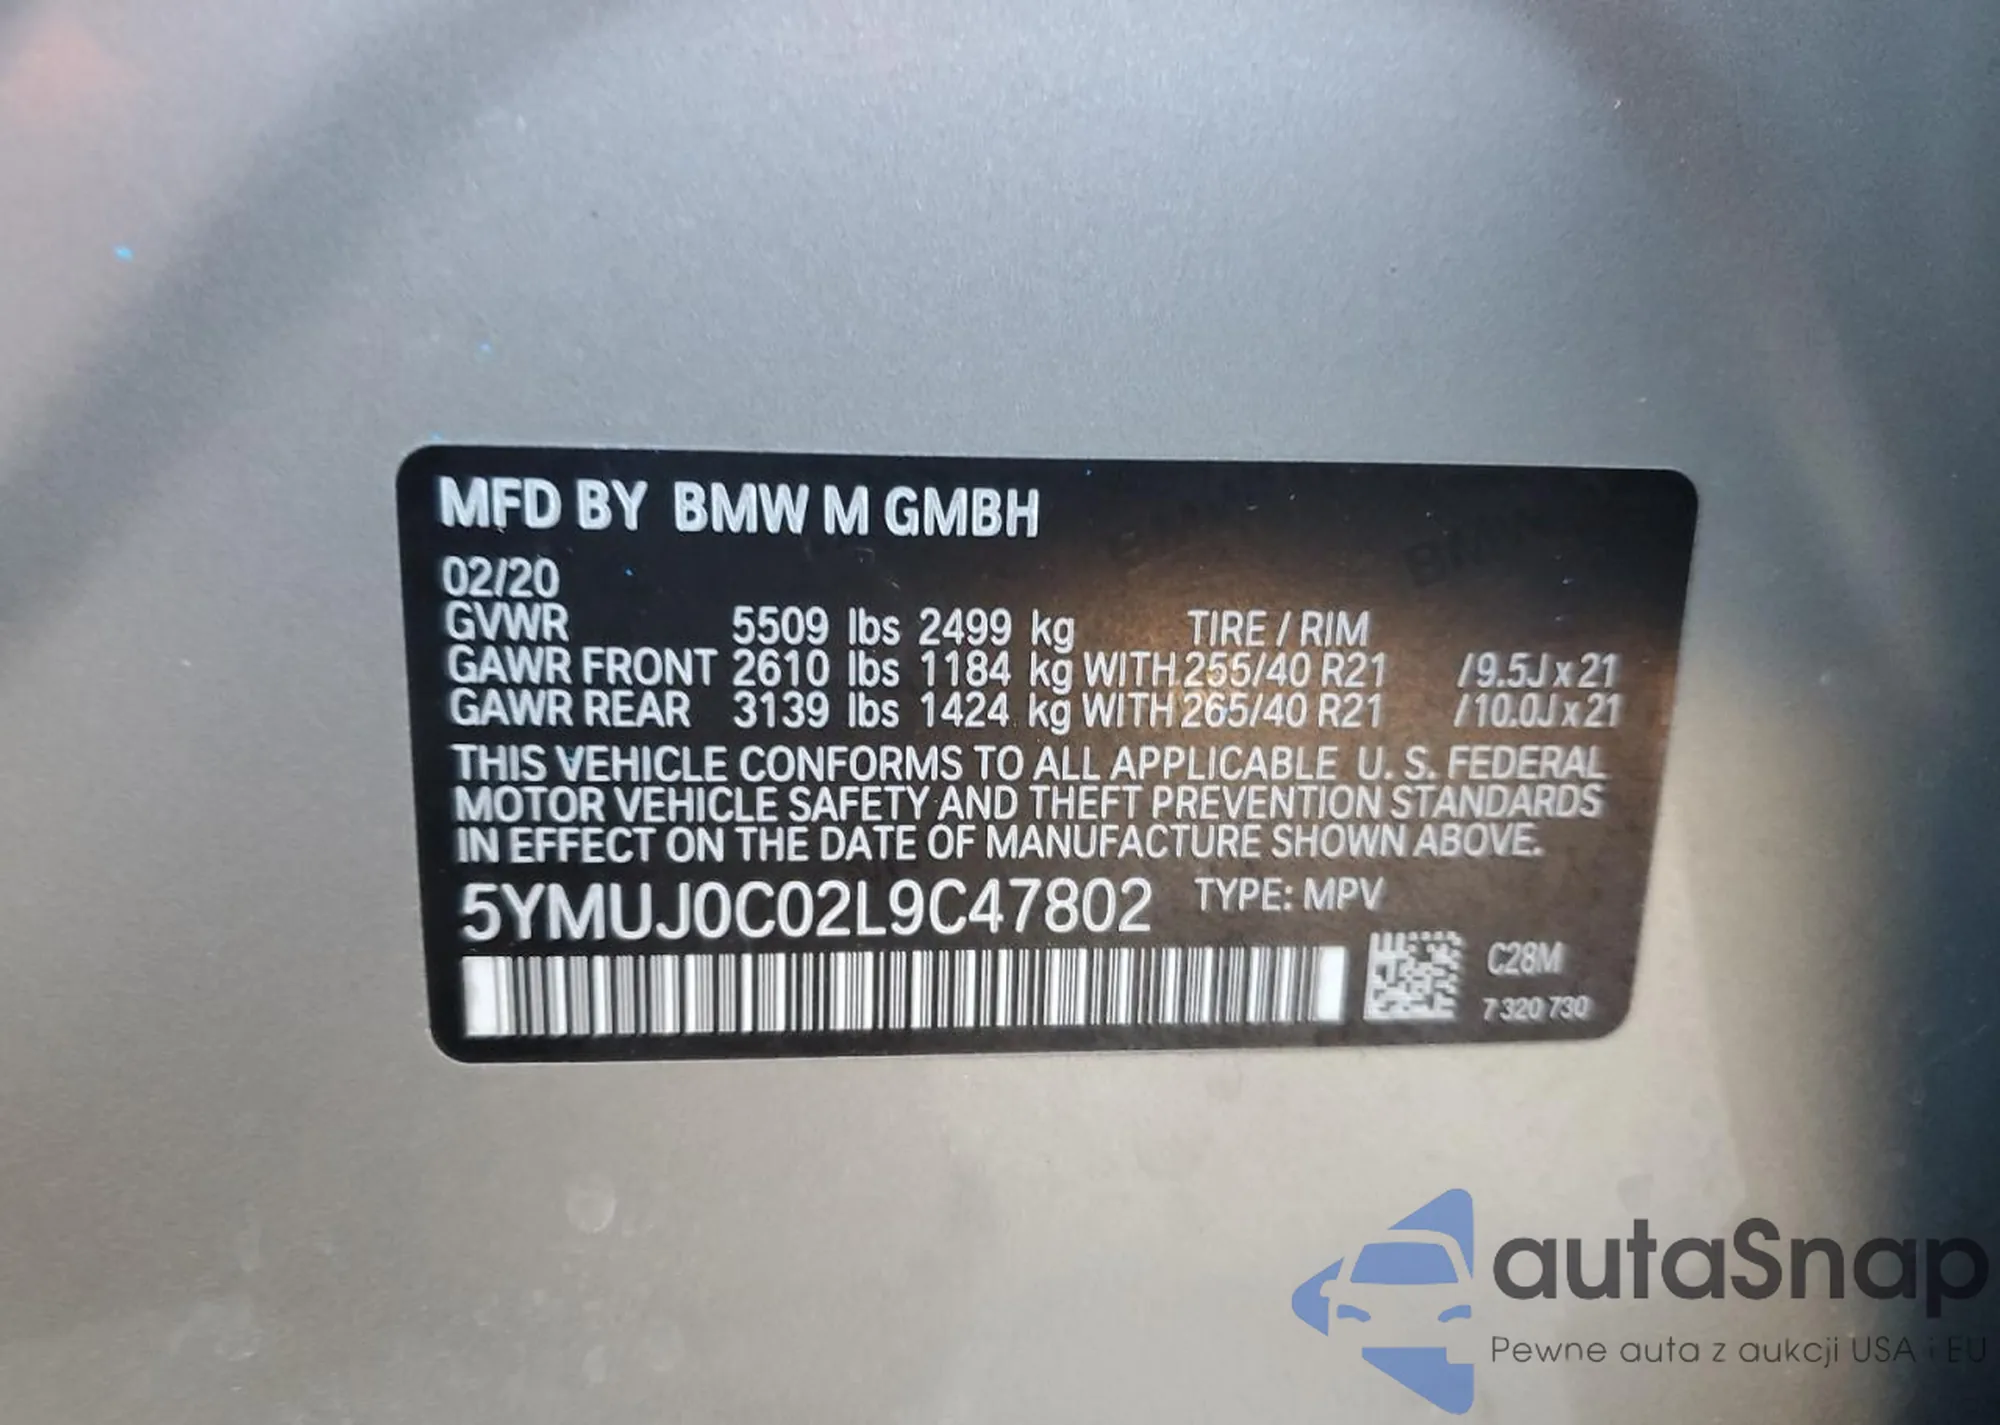 MFD BY BMW M GMBH
02/20
GVWR 5509 lbs 2499 kg TIRE / RIM
GAWR FRONT 2610 lbs 1184 kg WITH 255/40 R21 /9.5J x 21
GAWR REAR 3139 lbs 1424 kg WITH 265/40 R21 /10.0J x 21
THIS VEHICLE CONFORMS TO ALL APPLICABLE U. S. FEDERAL
MOTOR VEHICLE SAFETY AND THEFT PREVENTION STANDARDS
IN EFFECT ON THE DATE OF MANUFACTURE SHOWN ABOVE.
5YMUJ0C02L9C47802 TYPE: MPV
C28M
7 320 730
autaSnap
Pewne auta z aukcji USA i EU